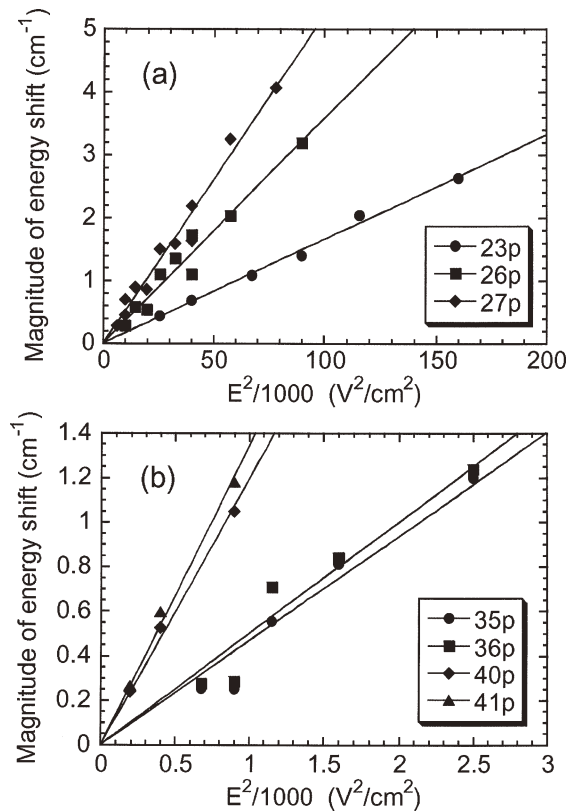 5
4
3
2
1
0
Magnitude of energy shift (cm⁻¹)
(a)
23p
26p
27p
0 50 100 150 200
E²/1000 (V²/cm²)
1.4
1.2
1.0
0.8
0.6
0.4
0.2
0
Magnitude of energy shift (cm⁻¹)
(b)
35p
36p
40p
41p
0 0.5 1 1.5 2 2.5 3
E²/1000 (V²/cm²)